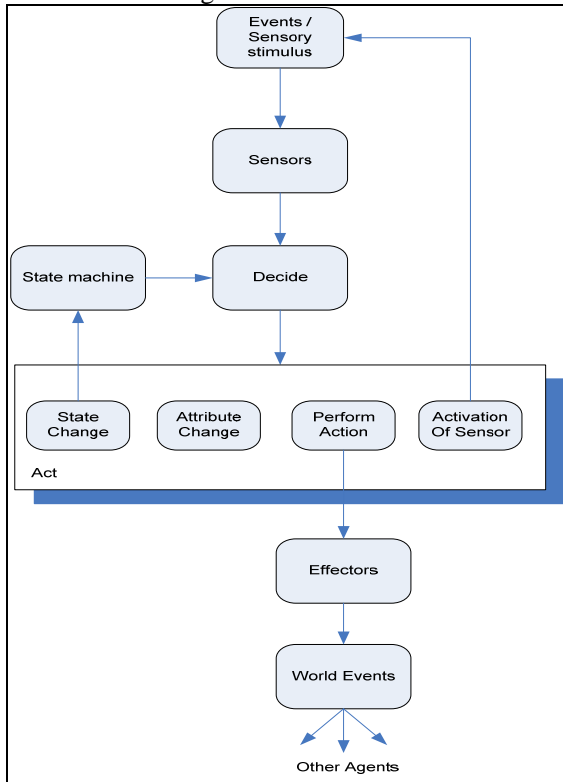 Events /
Sensory
stimulus
Sensors
State machine
Decide
State
Change
Attribute
Change
Perform
Action
Activation
Of Sensor
Act
Effectors
World Events
Other Agents